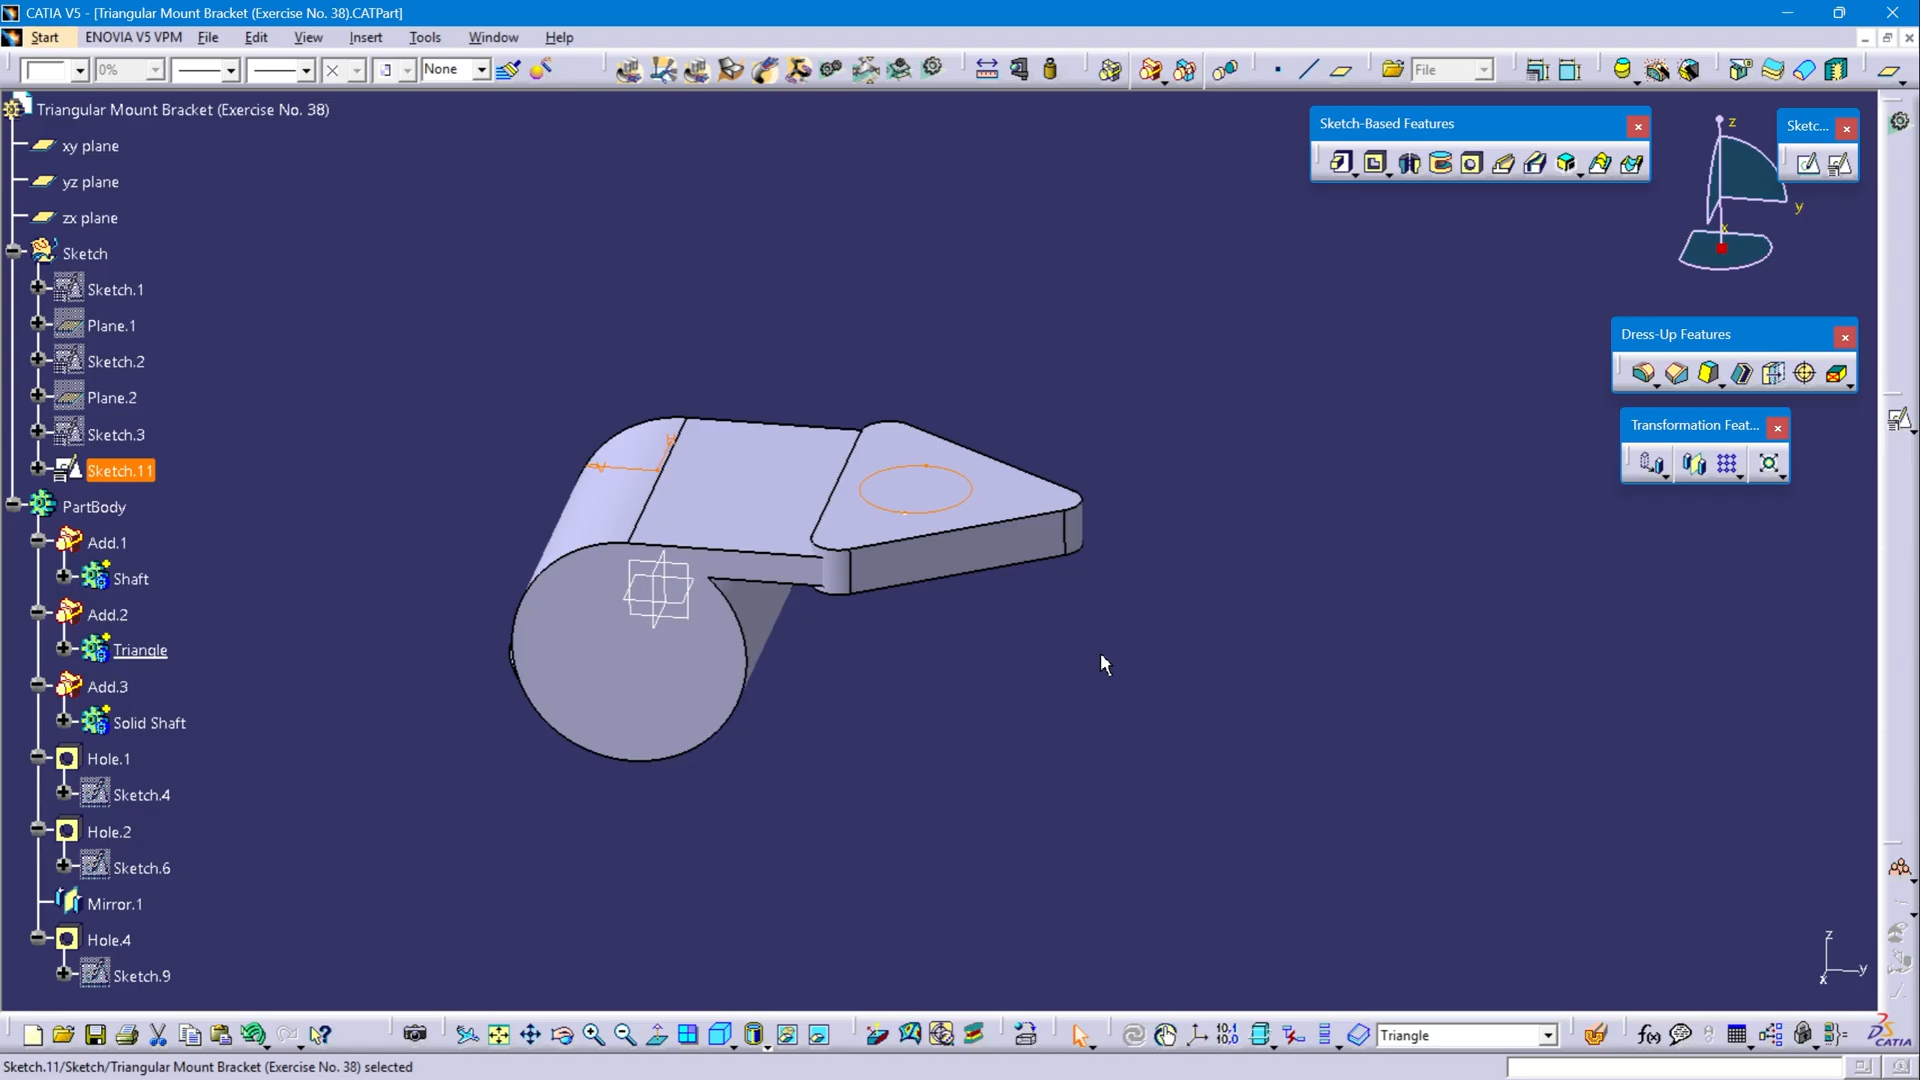 CATIA V5 - [Triangular Mount Bracket (Exercise No. 38).CATPart]
Start ENOVIA V5 VPM File Edit View Insert Tools Window Help
0% None File
Triangular Mount Bracket (Exercise No. 38)
xy plane
yz plane
zx plane
Sketch
Sketch.1
Plane.1
Sketch.2
Plane.2
Sketch.3
Sketch.11
PartBody
Add.1
Shaft
Add.2
Triangle
Add.3
Solid Shaft
Hole.1
Sketch.4
Hole.2
Sketch.6
Mirror.1
Hole.4
Sketch.9
Sketch-Based Features
Sketc...
z
y
x
Dress-Up Features
Transformation Feat...
H
V
z
y
x
Triangle
CATIA
Sketch.11/Sketch/Triangular Mount Bracket (Exercise No. 38) selected